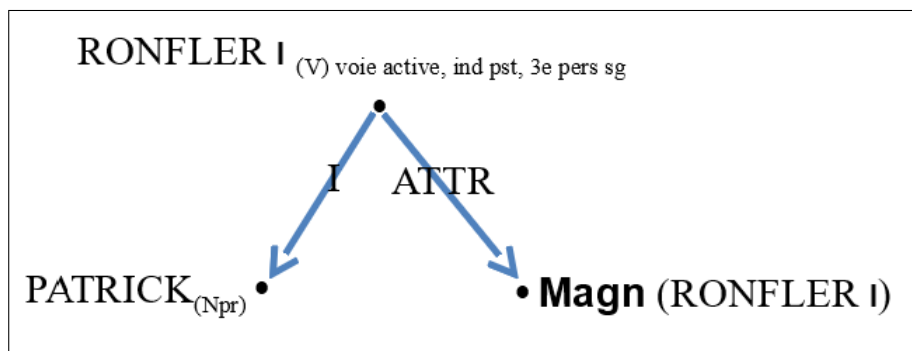 RONFLER I (V) voie active, ind pst, 3e pers sg
I ATTR
PATRICK(Npr) • • Magn (RONFLER I)